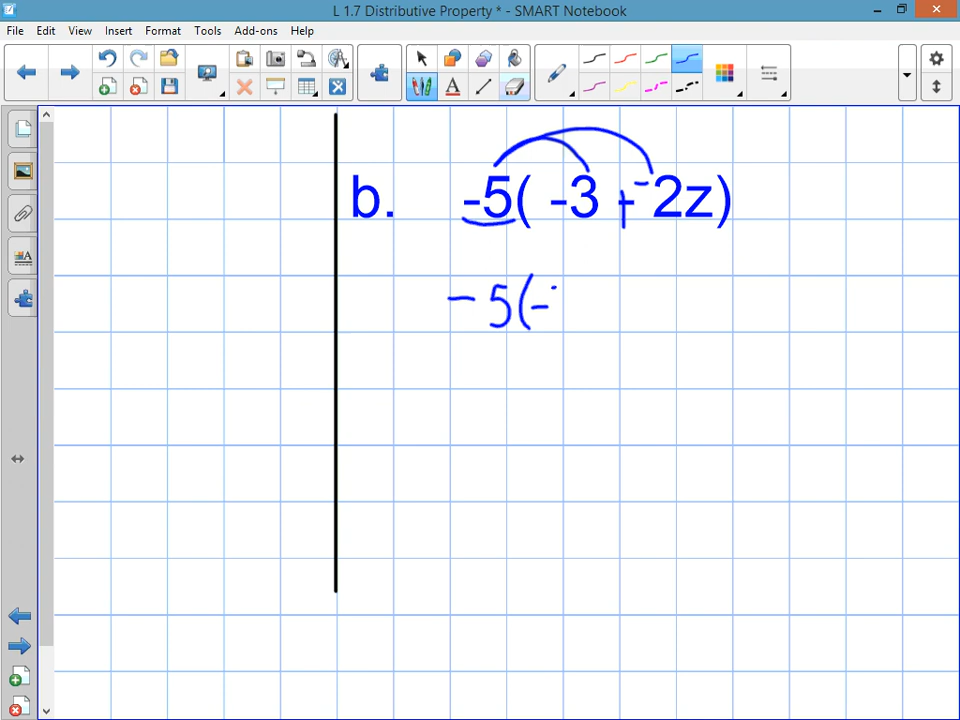 L 1.7 Distributive Property * - SMART Notebook
File Edit View Insert Format Tools Add-ons Help
b. -5( -3 + -2z)
-5(-